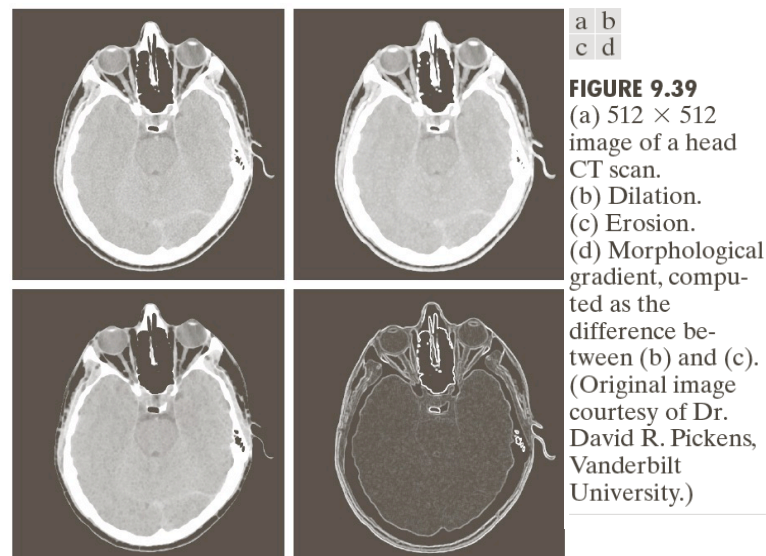 a b
c d
FIGURE 9.39
(a) 512 × 512
image of a head
CT scan.
(b) Dilation.
(c) Erosion.
(d) Morphological
gradient, compu-
ted as the
difference be-
tween (b) and (c).
(Original image
courtesy of Dr.
David R. Pickens,
Vanderbilt
University.)